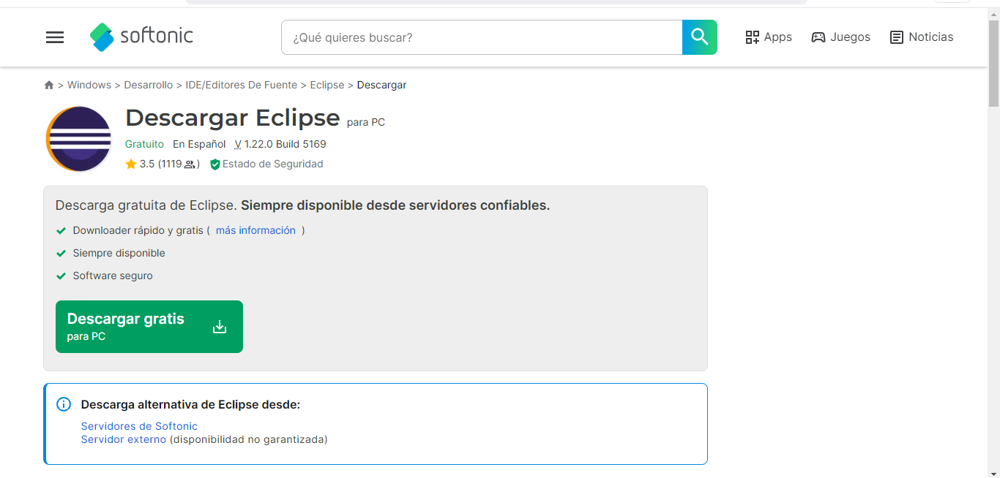 softonic
¿Qué quieres buscar?
Apps
Juegos
Noticias
> Windows > Desarrollo > IDE/Editores De Fuente > Eclipse > Descargar
Descargar Eclipse para PC
Gratuito En Español V 1.22.0 Build 5169
3.5 (1119 ) Estado de Seguridad
Descarga gratuita de Eclipse. Siempre disponible desde servidores confiables.
Downloader rápido y gratis ( más información )
Siempre disponible
Software seguro
Descargar gratis
para PC
Descarga alternativa de Eclipse desde:
Servidores de Softonic
Servidor externo (disponibilidad no garantizada)